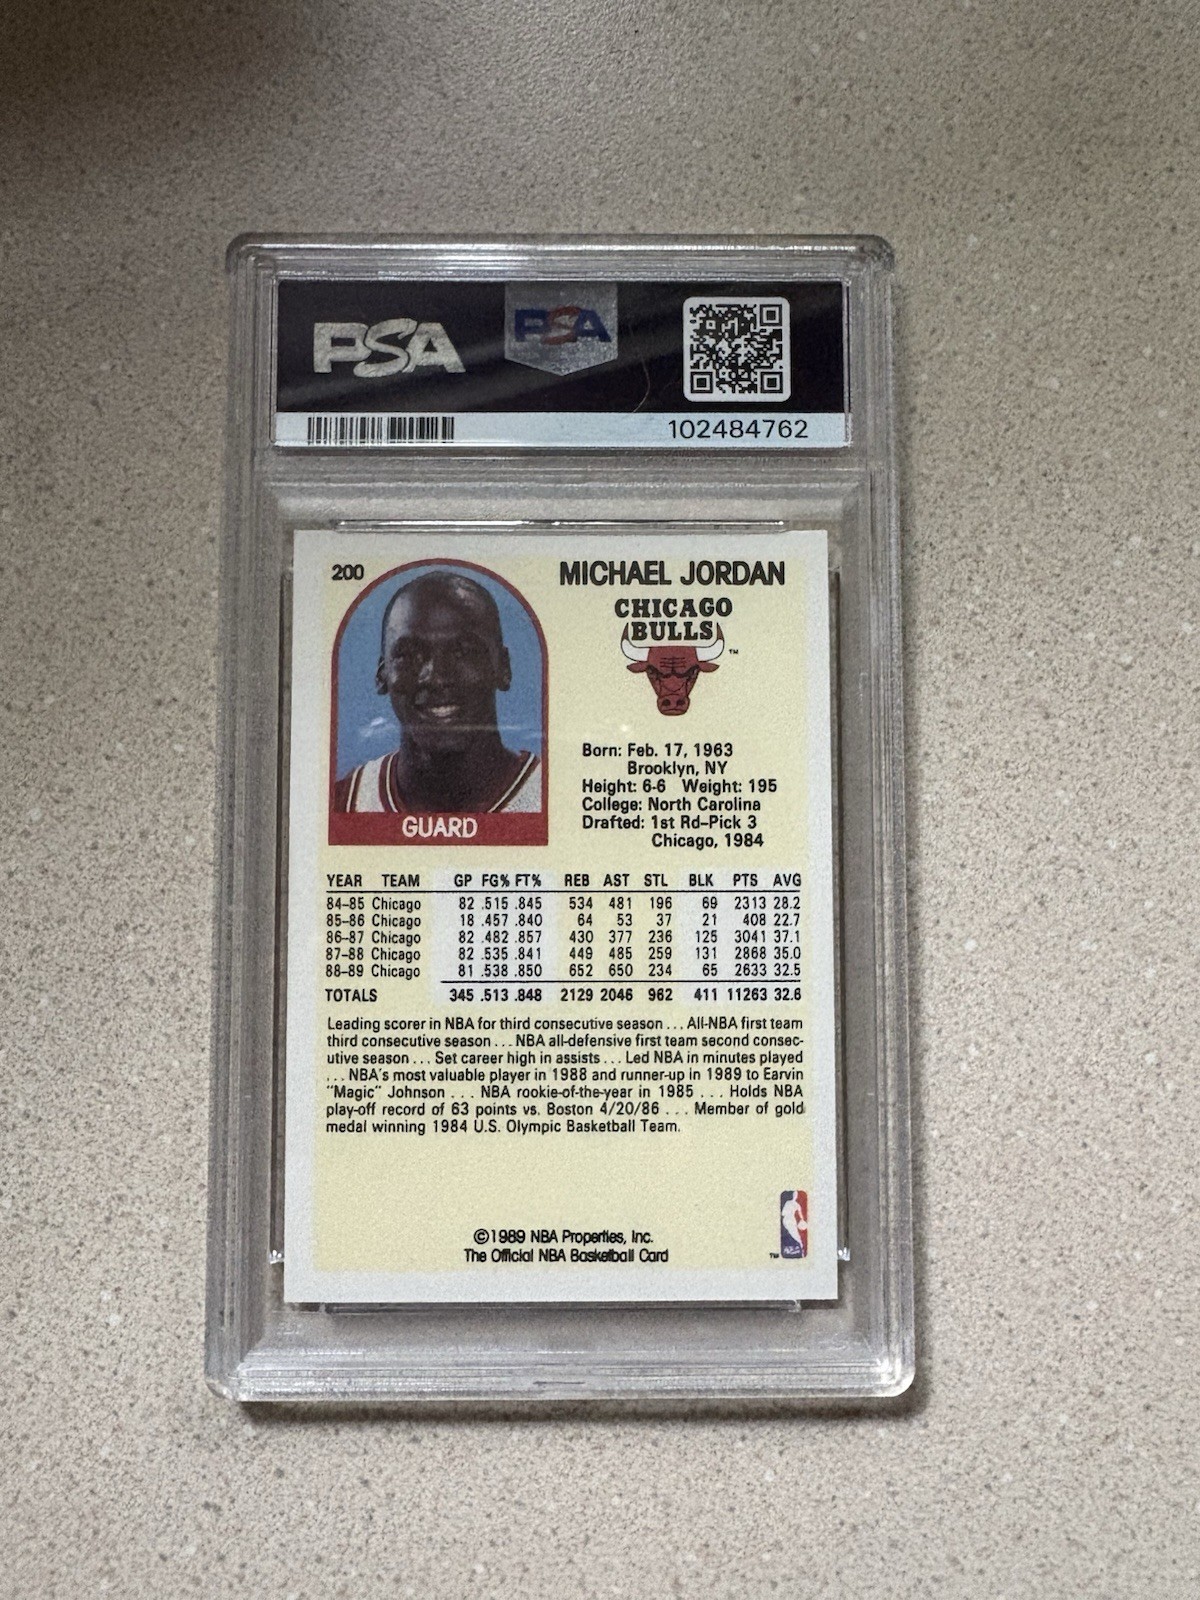 PSA
PSA
102484762
200
MICHAEL JORDAN
CHICAGO
BULLS
TM
GUARD
Born: Feb. 17, 1963
Brooklyn, NY
Height: 6-6 Weight: 195
College: North Carolina
Drafted: 1st Rd-Pick 3
Chicago, 1984
YEAR TEAM GP FG% FT% REB AST STL BLK PTS AVG
84-85 Chicago 82 .515 .845 534 481 196 69 2313 28.2
85-86 Chicago 18 .457 .840 64 53 37 21 408 22.7
86-87 Chicago 82 .482 .857 430 377 236 125 3041 37.1
87-88 Chicago 82 .535 .841 449 485 259 131 2868 35.0
88-89 Chicago 81 .538 .850 652 650 234 65 2633 32.5
TOTALS 345 .513 .848 2129 2046 962 411 11263 32.6
Leading scorer in NBA for third consecutive season ... All-NBA first team
third consecutive season ... NBA all-defensive first team second consec-
utive season ... Set career high in assists ... Led NBA in minutes played
... NBA's most valuable player in 1988 and runner-up in 1989 to Earvin
"Magic" Johnson ... NBA rookie-of-the-year in 1985 ... Holds NBA
play-off record of 63 points vs. Boston 4/20/86 ... Member of gold
medal winning 1984 U.S. Olympic Basketball Team.
©1989 NBA Properties, Inc.
The Official NBA Basketball Card
TM
NBA